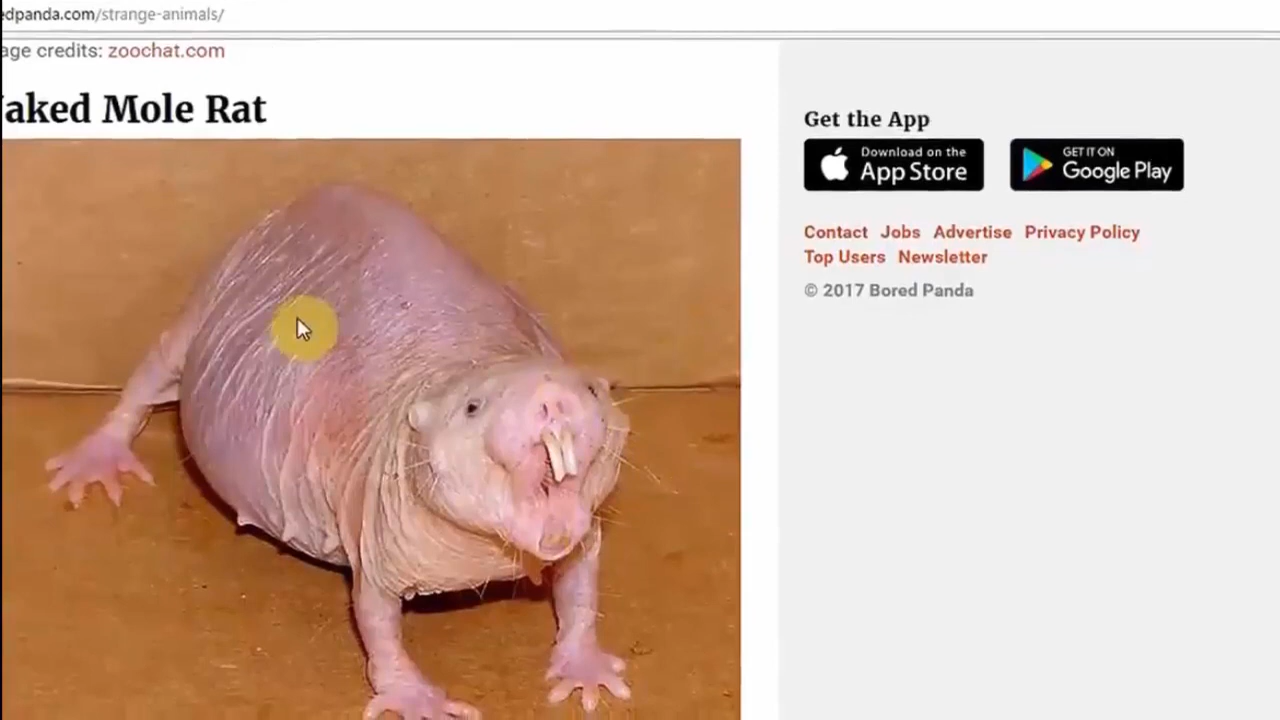 edpanda.com/strange-animals/
age credits: zoochat.com
aked Mole Rat
Get the App
Download on the
App Store
GET IT ON
Google Play
Contact Jobs Advertise Privacy Policy
Top Users Newsletter
© 2017 Bored Panda